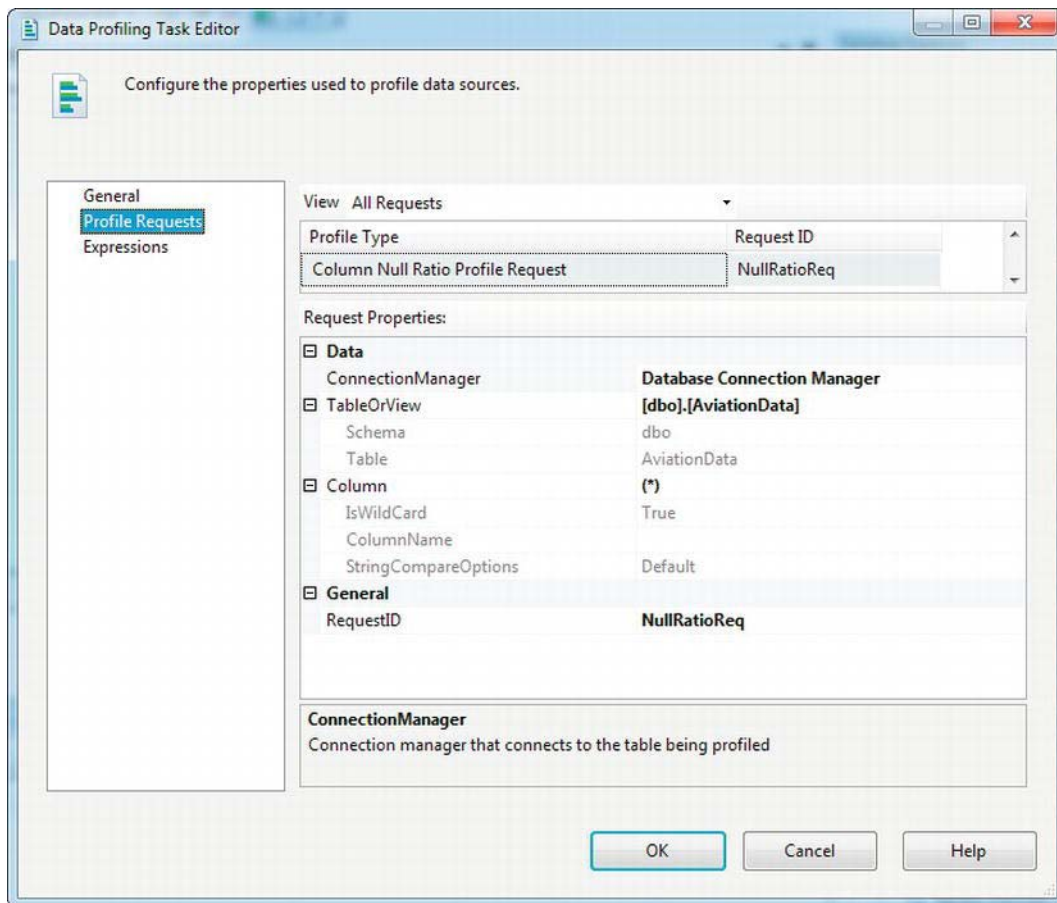 Data Profiling Task Editor
Configure the properties used to profile data sources.
General
Profile Requests
Expressions
View All Requests
Profile Type Request ID
Column Null Ratio Profile Request NullRatioReq
Request Properties:
Data
ConnectionManager Database Connection Manager
TableOrView [dbo].[AviationData]
Schema dbo
Table AviationData
Column (*)
IsWildCard True
ColumnName
StringCompareOptions Default
General
RequestID NullRatioReq
ConnectionManager
Connection manager that connects to the table being profiled
OK Cancel Help